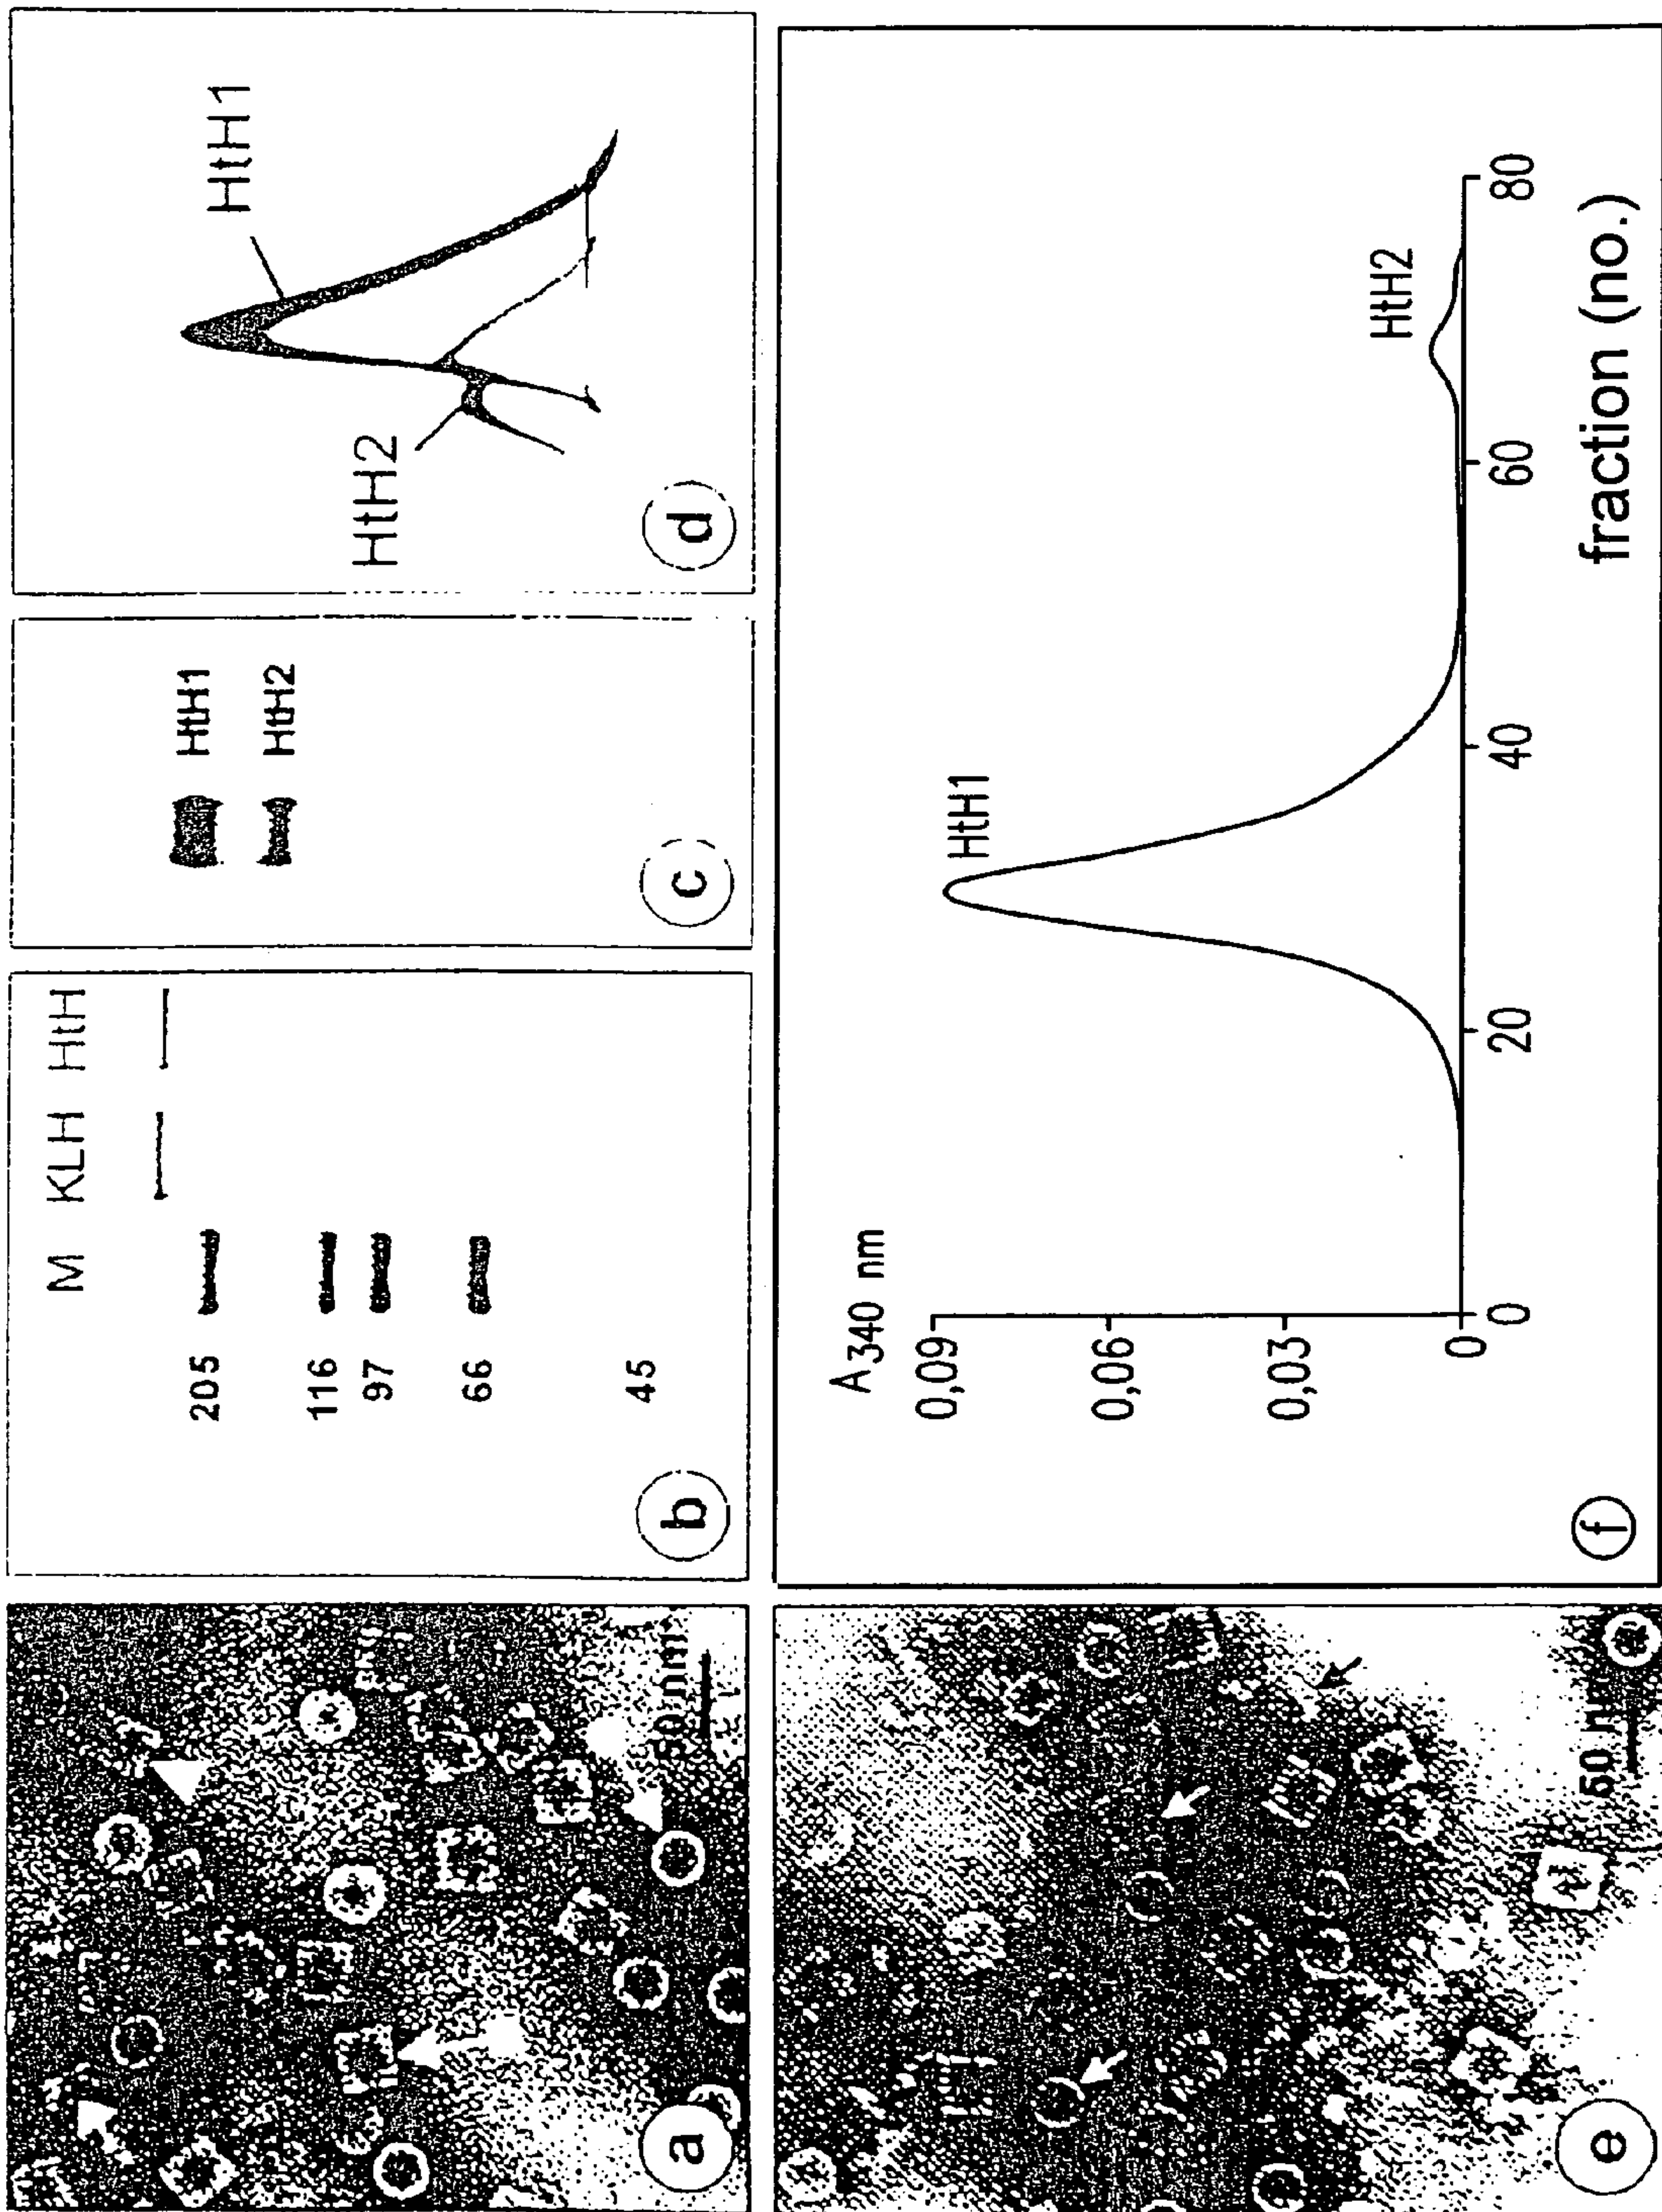 50 nm
a
M KLH HtH
205
116
97
66
45
b
HtH1
HtH2
c
HtH1
HtH2
d
50 nm
e
A340 nm
0,09
0,06
0,03
0
0 20 40 60 80
HtH1
HtH2
fraction (no.)
f